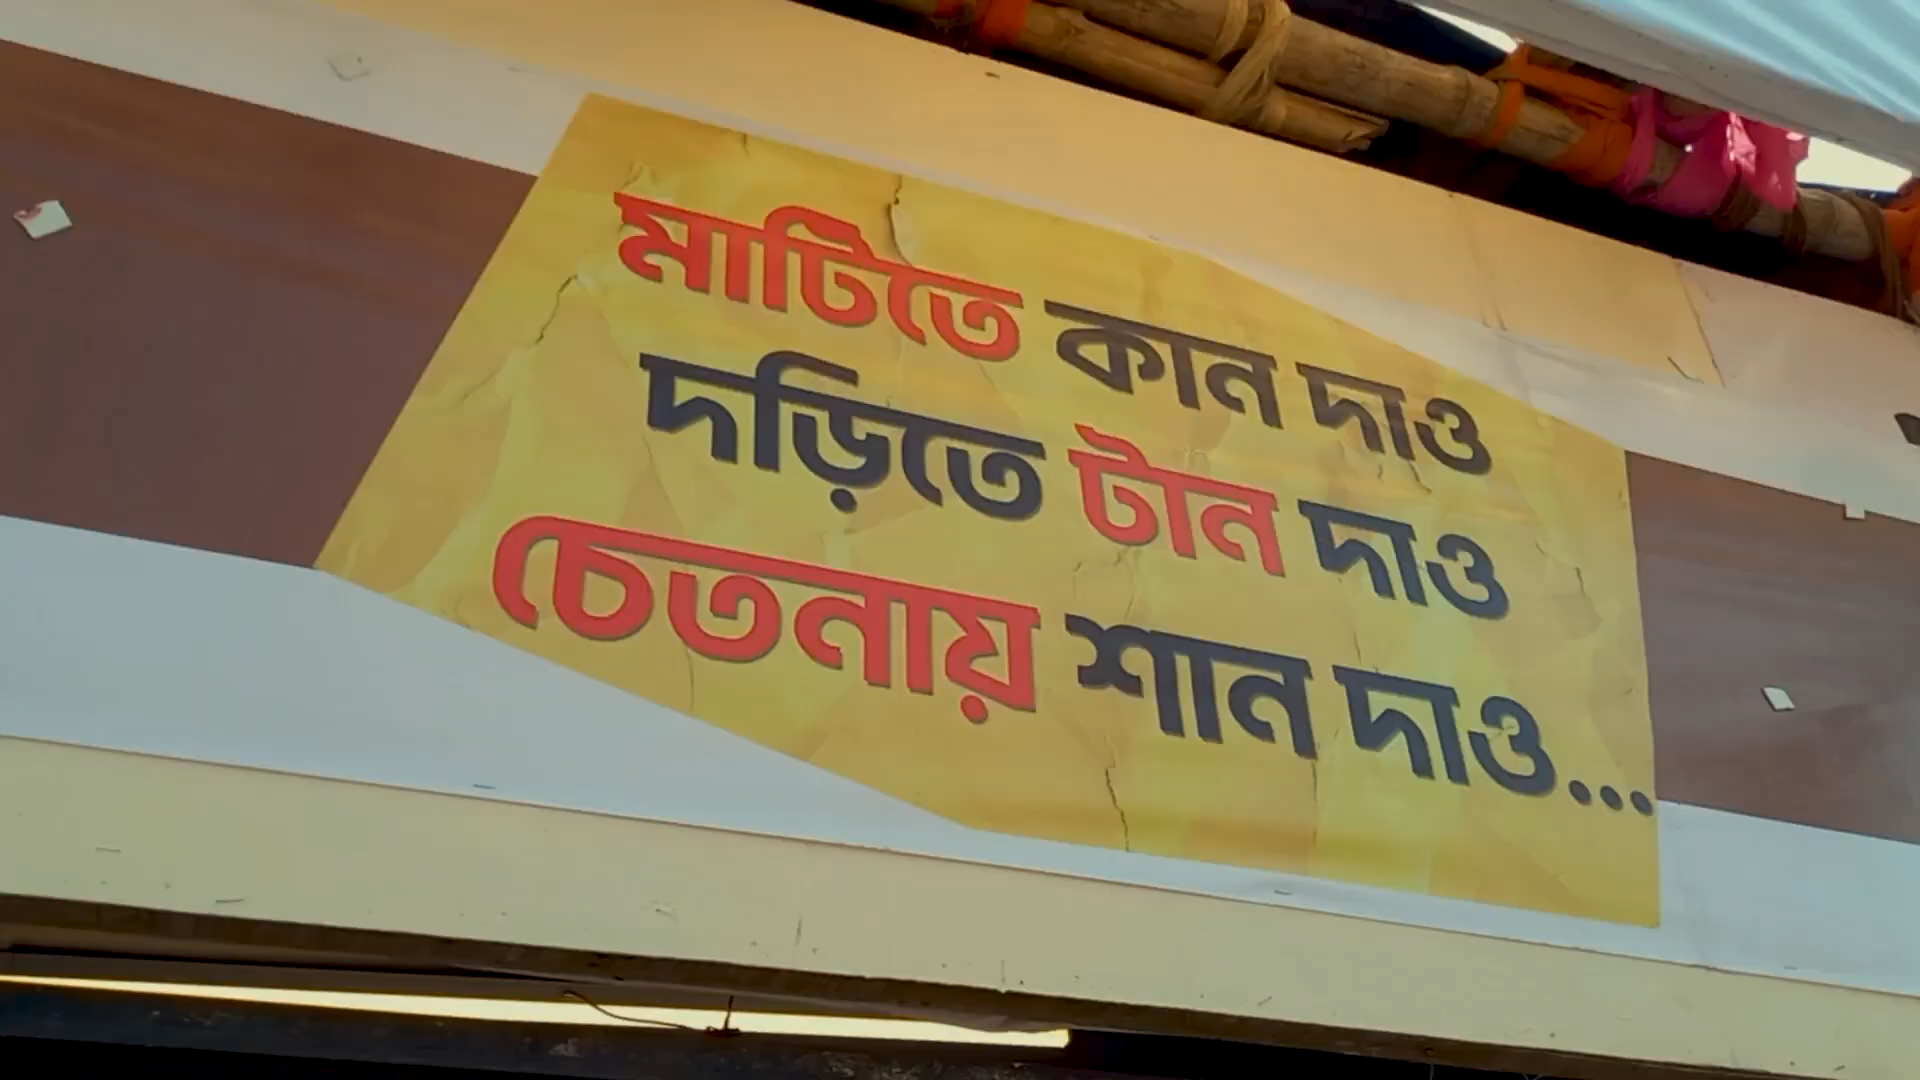 মাটিতে কান দাও
দড়িতে টান দাও
চেতনায় শান দাও...